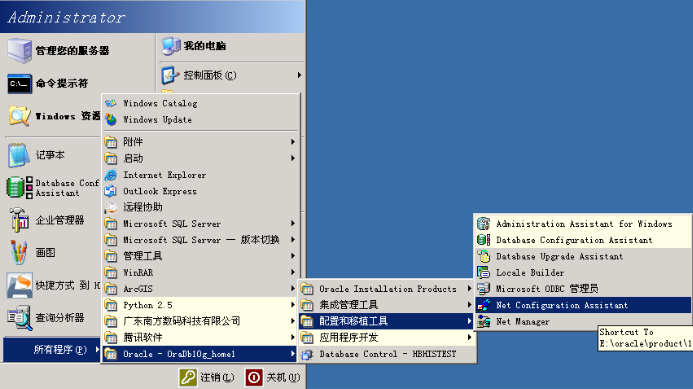 Administrator
管理您的服务器
我的电脑
命令提示符
控制面板(C)
Windows 资源
Windows Catalog
Windows Update
记事本
附件
启动
Database Conf
Assistant
Internet Explorer
Outlook Express
远程协助
企业管理器
Microsoft SQL Server
Microsoft SQL Server — 版本切换
画图
管理工具
WinRAR
快捷方式 到 H
ArcGIS
Python 2.5
查询分析器
广东南方数码科技有限公司
腾讯软件
所有程序(P)
Oracle - OraDb10g_home1
注销(L)
关机(U)
Oracle Installation Products
集成管理工具
配置和移植工具
应用程序开发
Database Control - HBHISTEST
Administration Assistant for Windows
Database Configuration Assistant
Database Upgrade Assistant
Locale Builder
Microsoft ODBC 管理员
Net Configuration Assistant
Net Manager
Shortcut To
E:\oracle\product\1